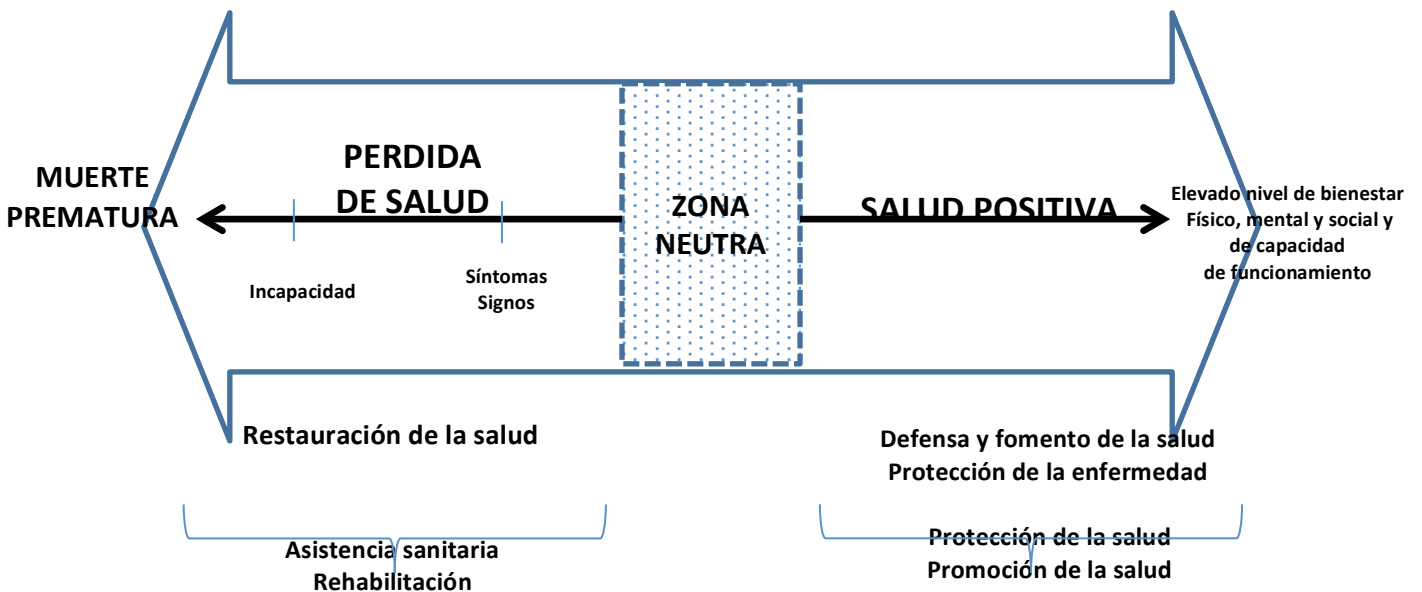 MUERTE
PREMATURA
PERDIDA
DE SALUD
Incapacidad
Síntomas
Signos
ZONA
NEUTRA
SALUD POSITIVA
Elevado nivel de bienestar
Físico, mental y social y
de capacidad
de funcionamiento
Restauración de la salud
Defensa y fomento de la salud
Protección de la enfermedad
Asistencia sanitaria
Rehabilitación
Protección de la salud
Promoción de la salud